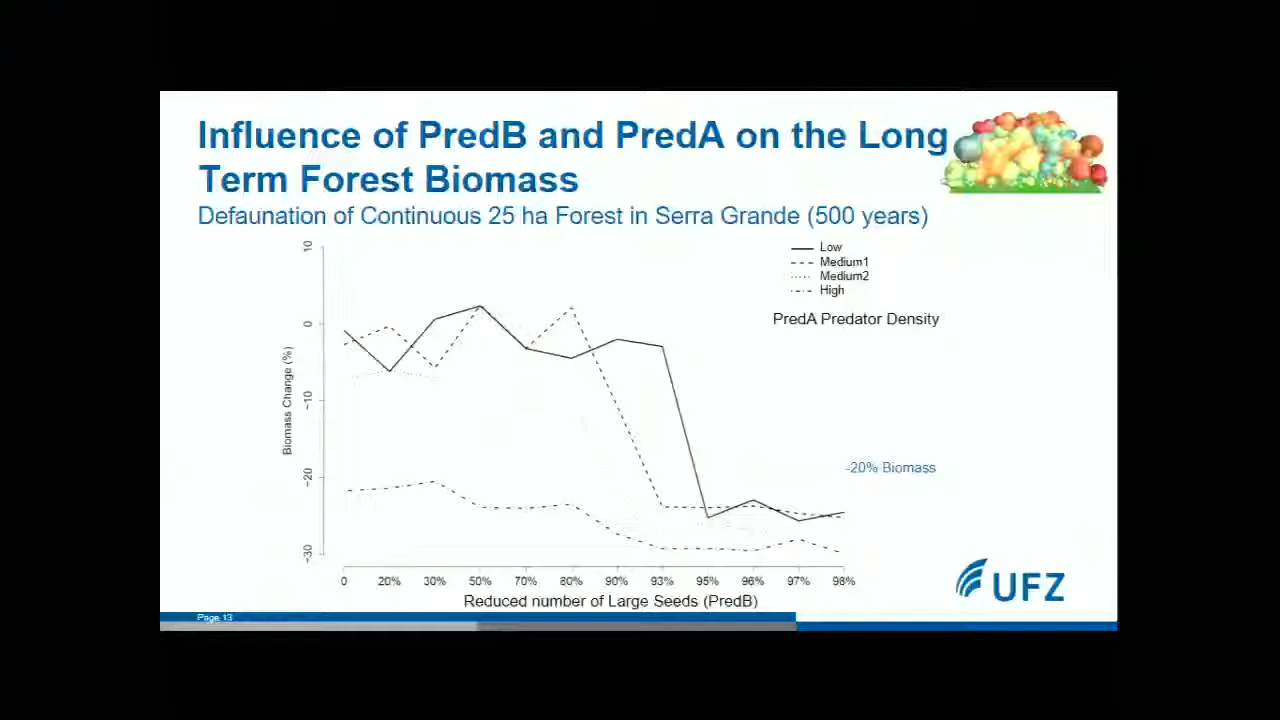 Influence of PredB and PredA on the Long
Term Forest Biomass
Defaunation of Continuous 25 ha Forest in Serra Grande (500 years)
Low
Medium1
Medium2
High
PredA Predator Density
10
0
-10
-20
-30
Biomass Change (%)
-20% Biomass
0 20% 30% 50% 70% 80% 90% 93% 95% 96% 97% 98%
Reduced number of Large Seeds (PredB)
UFZ
Page 13